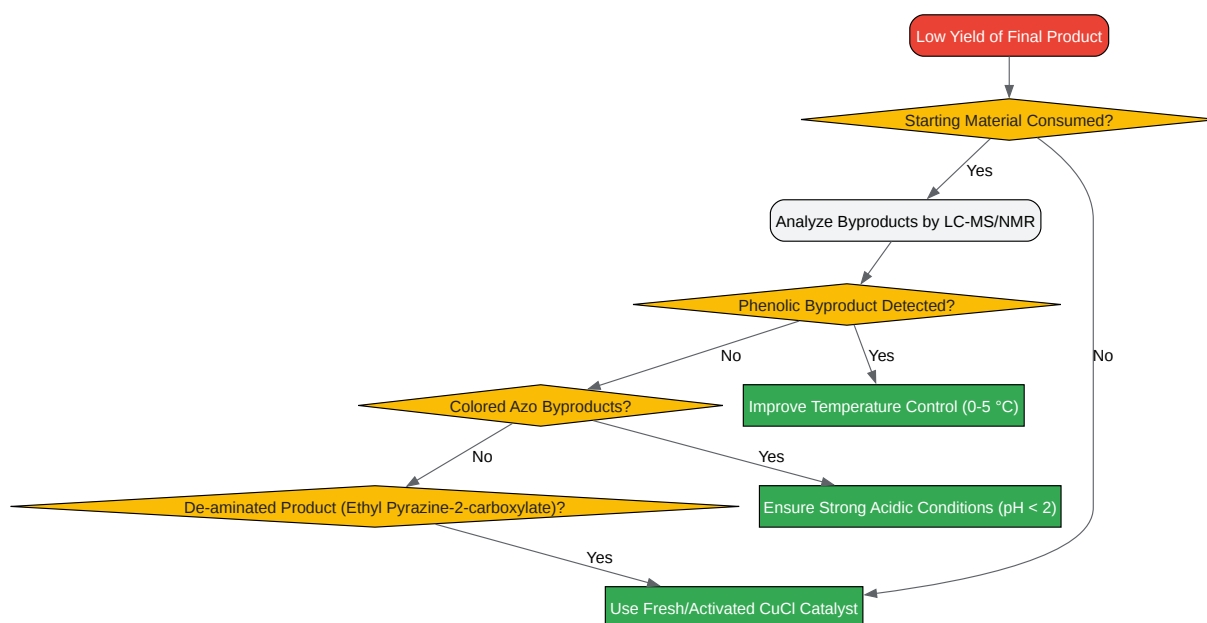 Low Yield of Final Product
Starting Material Consumed?
Yes
Analyze Byproducts by LC-MS/NMR
Phenolic Byproduct Detected?
No
Yes
No
Colored Azo Byproducts?
Improve Temperature Control (0-5 °C)
No
Yes
De-aminated Product (Ethyl Pyrazine-2-carboxylate)?
Ensure Strong Acidic Conditions (pH < 2)
Yes
Use Fresh/Activated CuCl Catalyst